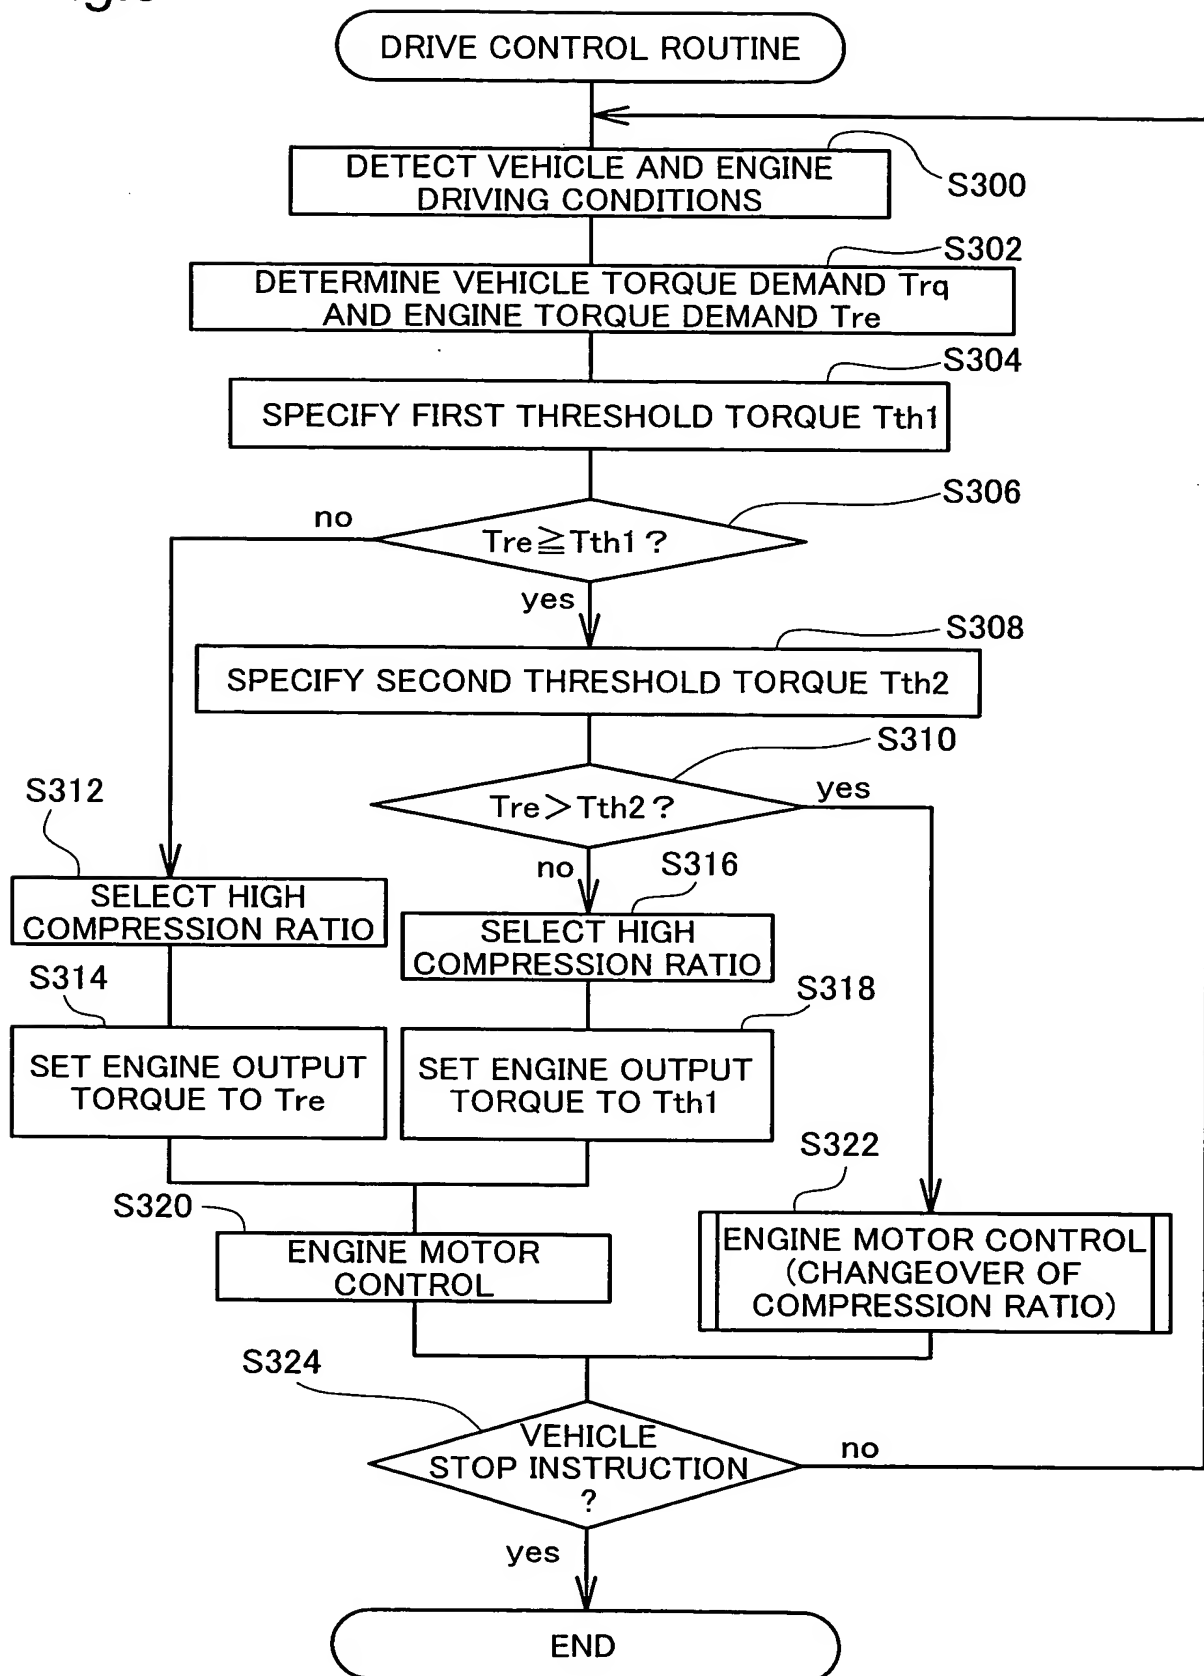 DRIVE CONTROL ROUTINE
DETECT VEHICLE AND ENGINE
DRIVING CONDITIONS
S300
S302
DETERMINE VEHICLE TORQUE DEMAND Trq
AND ENGINE TORQUE DEMAND Tre
S304
SPECIFY FIRST THRESHOLD TORQUE Tth1
S306
no
Tre≧Tth1?
yes
S308
SPECIFY SECOND THRESHOLD TORQUE Tth2
S310
Tre>Tth2?
yes
no
S312
SELECT HIGH
COMPRESSION RATIO
S316
SELECT HIGH
COMPRESSION RATIO
S314
SET ENGINE OUTPUT
TORQUE TO Tre
S318
SET ENGINE OUTPUT
TORQUE TO Tth1
S320
ENGINE MOTOR
CONTROL
S322
ENGINE MOTOR CONTROL
(CHANGEOVER OF
COMPRESSION RATIO)
S324
VEHICLE
STOP INSTRUCTION
?
no
yes
END